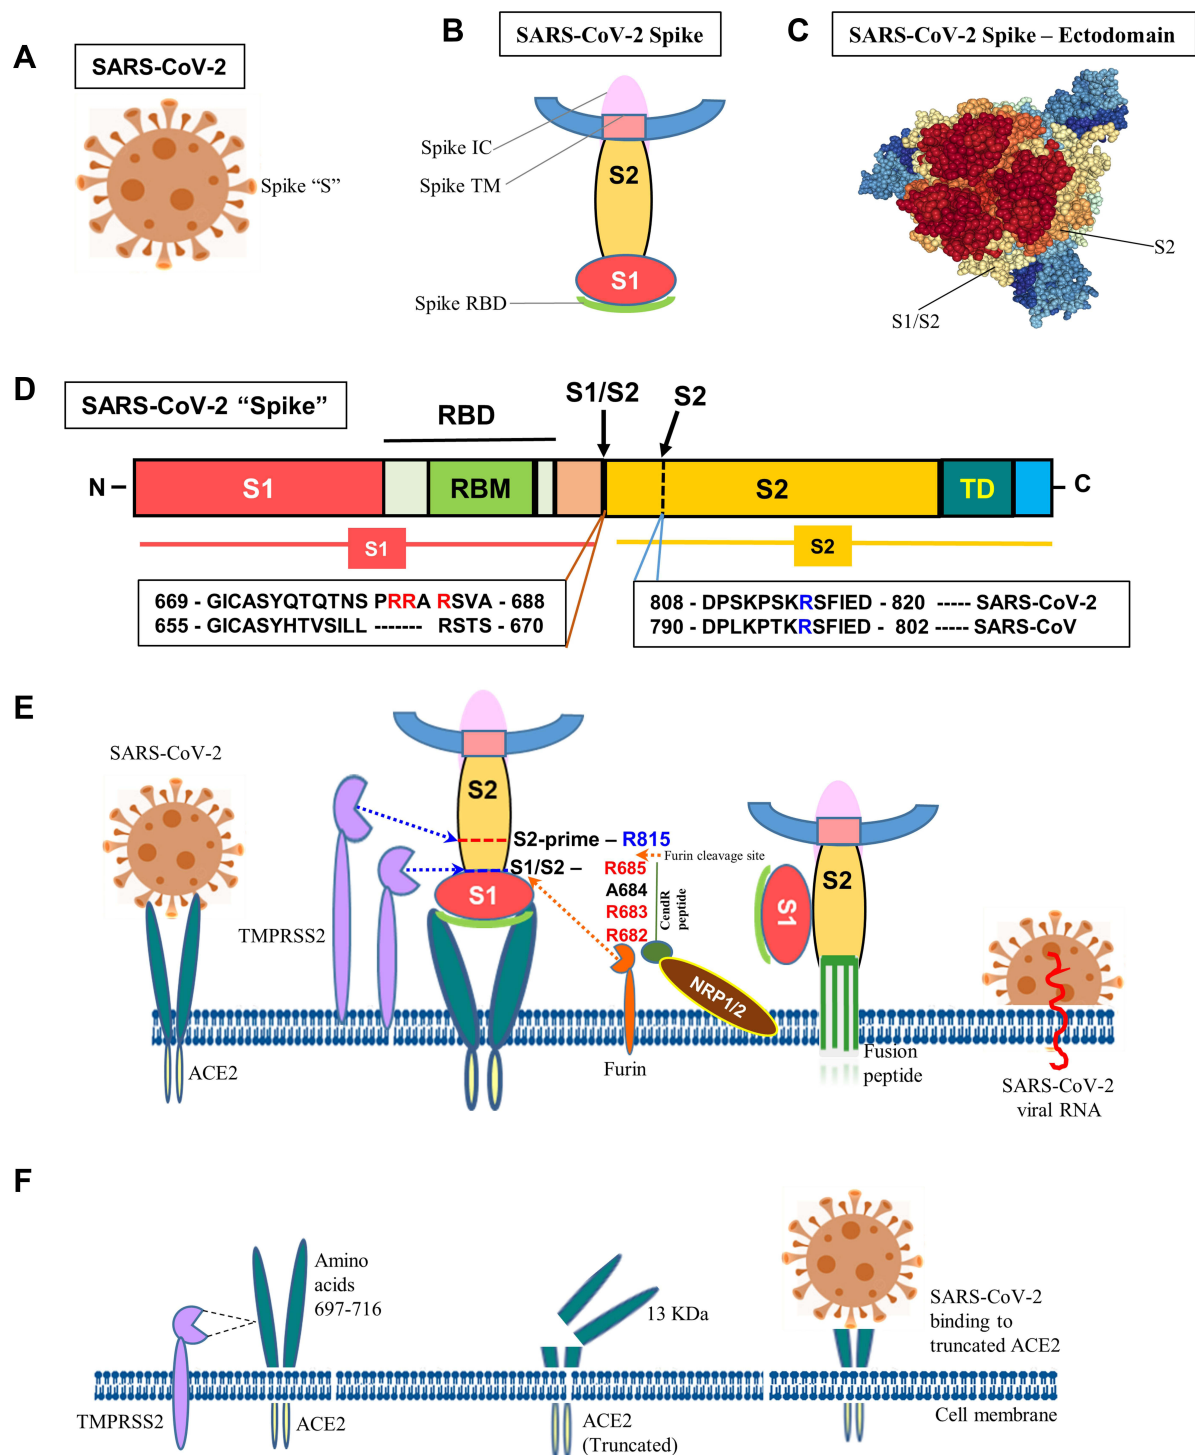 A
SARS-CoV-2
Spike “S”
B
SARS-CoV-2 Spike
Spike IC
Spike TM
S2
S1
Spike RBD
C
SARS-CoV-2 Spike – Ectodomain
S2
S1/S2
D
SARS-CoV-2 “Spike”
RBD
S1/S2
S2
N –
S1
RBM
S2
TD
– C
S1
S2
669 - GICASYQTQTNS PRRA RSVA - 688
655 - GICASYHTVSILL ------- RSTS - 670
808 - DPSKPSKRSFIED - 820 ----- SARS-CoV-2
790 - DPLKPTKRSFIED - 802 ----- SARS-CoV
E
SARS-CoV-2
TMPRSS2
ACE2
S2
S1
S2-prime – R815
S1/S2 –
Furin cleavage site
R685
A684
R683
R682
CendR
peptide
NRP1/2
Furin
S1
S2
Fusion
peptide
SARS-CoV-2
viral RNA
F
Amino
acids
697-716
TMPRSS2
ACE2
13 KDa
ACE2
(Truncated)
SARS-CoV-2
binding to
truncated ACE2
Cell membrane